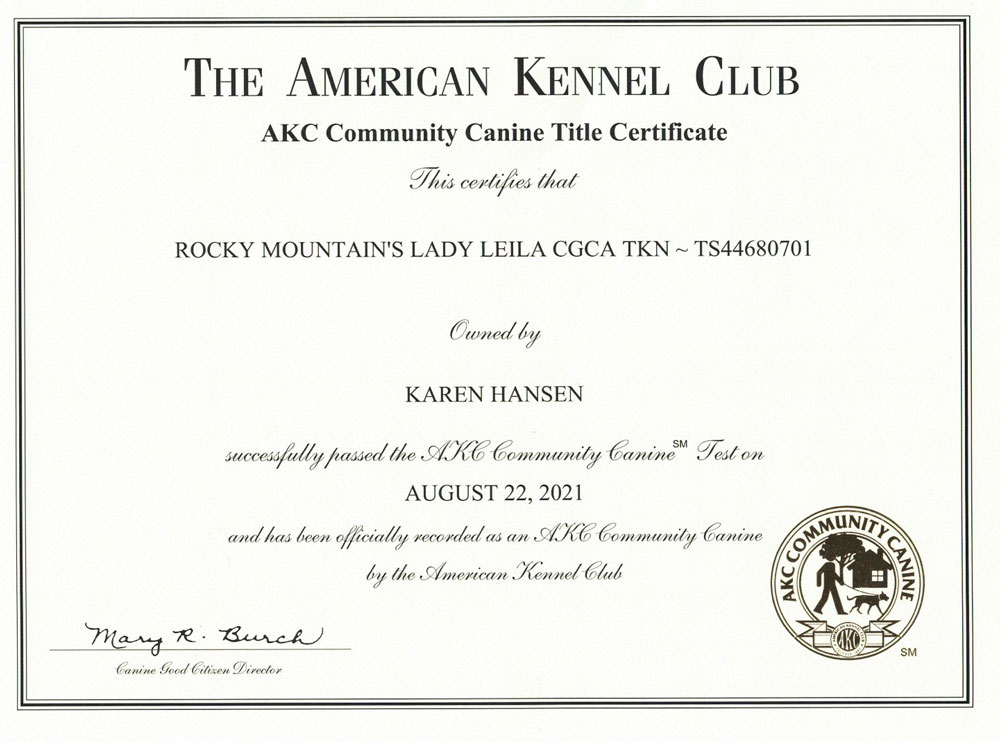 THE AMERICAN KENNEL CLUB
AKC Community Canine Title Certificate
This certifies that
ROCKY MOUNTAIN'S LADY LEILA CGCA TKN ~ TS44680701
Owned by
KAREN HANSEN
successfully passed the AKC Community Canine℠ Test on
AUGUST 22, 2021
and has been officially recorded as an AKC Community Canine
by the American Kennel Club
AKC COMMUNITY CANINE
AKC
SM
Mary R. Burch
Canine Good Citizen Director